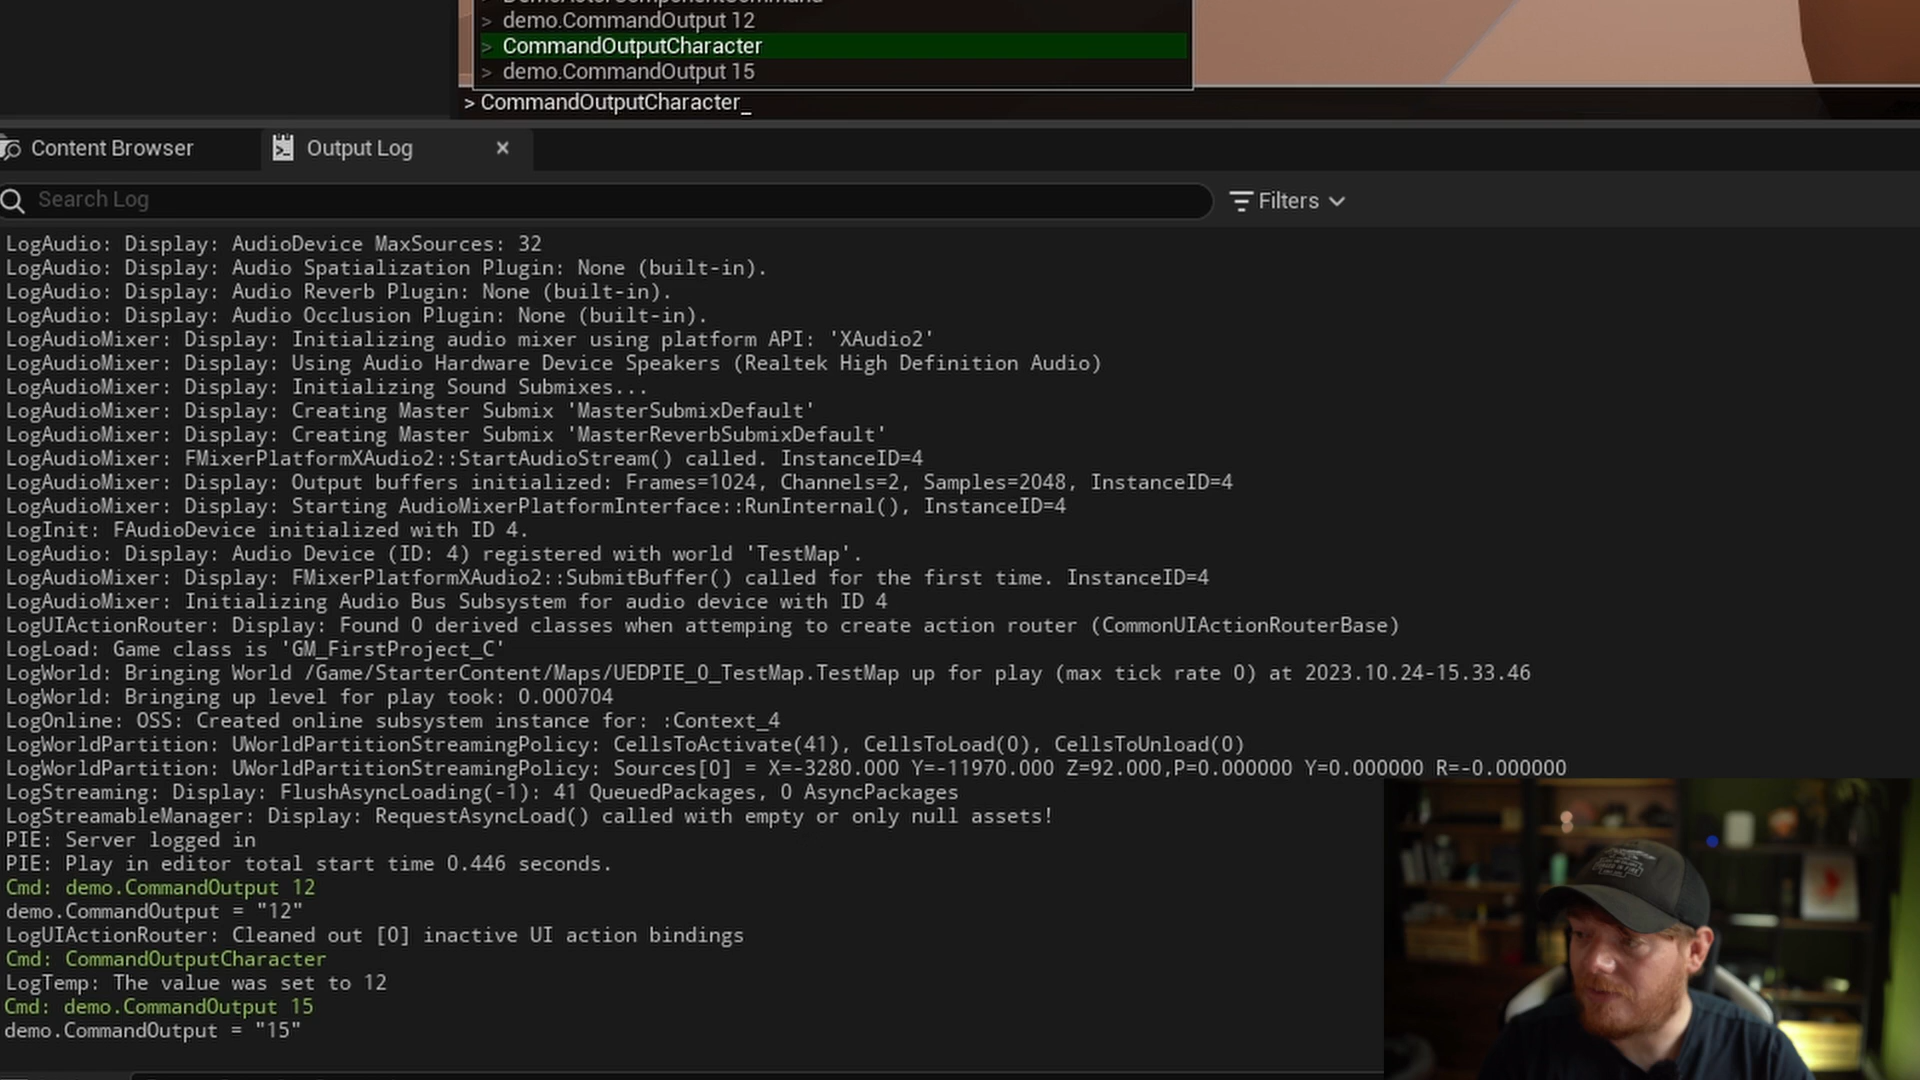 DemoActorComponentCommand
> demo.CommandOutput 12
> CommandOutputCharacter
> demo.CommandOutput 15
> CommandOutputCharacter_
Content Browser
Output Log
Search Log
Filters
LogAudio: Display: AudioDevice MaxSources: 32
LogAudio: Display: Audio Spatialization Plugin: None (built-in).
LogAudio: Display: Audio Reverb Plugin: None (built-in).
LogAudio: Display: Audio Occlusion Plugin: None (built-in).
LogAudioMixer: Display: Initializing audio mixer using platform API: 'XAudio2'
LogAudioMixer: Display: Using Audio Hardware Device Speakers (Realtek High Definition Audio)
LogAudioMixer: Display: Initializing Sound Submixes...
LogAudioMixer: Display: Creating Master Submix 'MasterSubmixDefault'
LogAudioMixer: Display: Creating Master Submix 'MasterReverbSubmixDefault'
LogAudioMixer: FMixerPlatformXAudio2::StartAudioStream() called. InstanceID=4
LogAudioMixer: Display: Output buffers initialized: Frames=1024, Channels=2, Samples=2048, InstanceID=4
LogAudioMixer: Display: Starting AudioMixerPlatformInterface::RunInternal(), InstanceID=4
LogInit: FAudioDevice initialized with ID 4.
LogAudio: Display: Audio Device (ID: 4) registered with world 'TestMap'.
LogAudioMixer: Display: FMixerPlatformXAudio2::SubmitBuffer() called for the first time. InstanceID=4
LogAudioMixer: Initializing Audio Bus Subsystem for audio device with ID 4
LogUIActionRouter: Display: Found 0 derived classes when attemping to create action router (CommonUIActionRouterBase)
LogLoad: Game class is 'GM_FirstProject_C'
LogWorld: Bringing World /Game/StarterContent/Maps/UEDPIE_0_TestMap.TestMap up for play (max tick rate 0) at 2023.10.24-15.33.46
LogWorld: Bringing up level for play took: 0.000704
LogOnline: OSS: Created online subsystem instance for: :Context_4
LogWorldPartition: UWorldPartitionStreamingPolicy: CellsToActivate(41), CellsToLoad(0), CellsToUnload(0)
LogWorldPartition: UWorldPartitionStreamingPolicy: Sources[0] = X=-3280.000 Y=-11970.000 Z=92.000,P=0.000000 Y=0.000000 R=-0.000000
LogStreaming: Display: FlushAsyncLoading(-1): 41 QueuedPackages, 0 AsyncPackages
LogStreamableManager: Display: RequestAsyncLoad() called with empty or only null assets!
PIE: Server logged in
PIE: Play in editor total start time 0.446 seconds.
Cmd: demo.CommandOutput 12
demo.CommandOutput = "12"
LogUIActionRouter: Cleaned out [0] inactive UI action bindings
Cmd: CommandOutputCharacter
LogTemp: The value was set to 12
Cmd: demo.CommandOutput 15
demo.CommandOutput = "15"